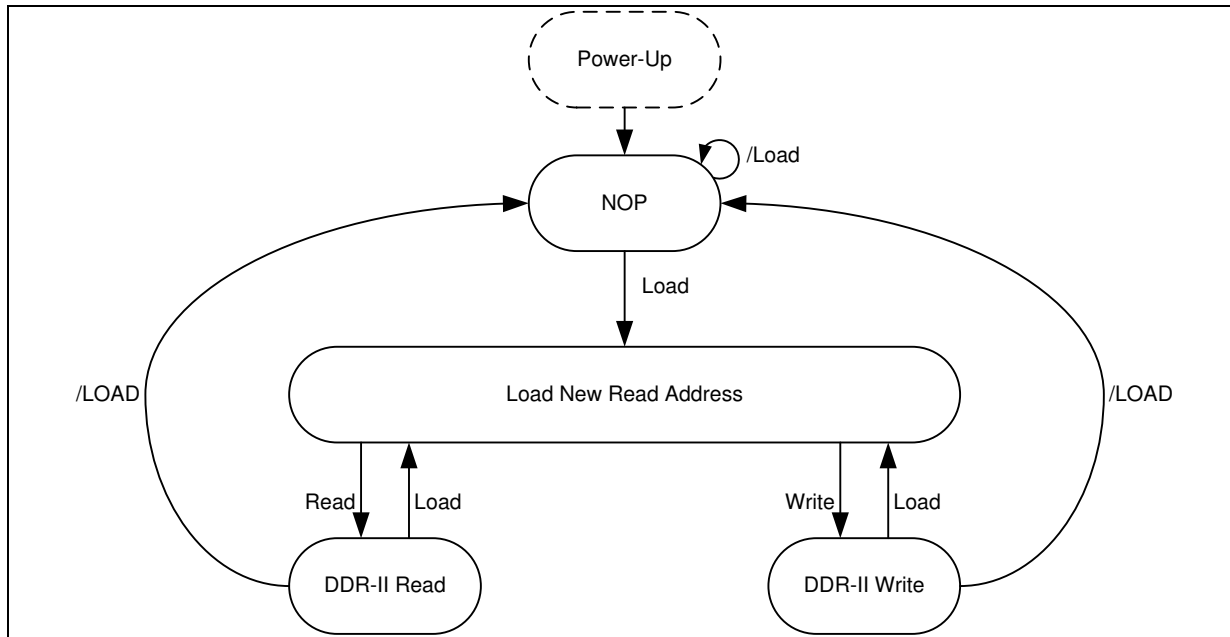 Power-Up
/Load
NOP
Load
/LOAD
Load New Read Address
/LOAD
Read
Load
Write
Load
DDR-II Read
DDR-II Write